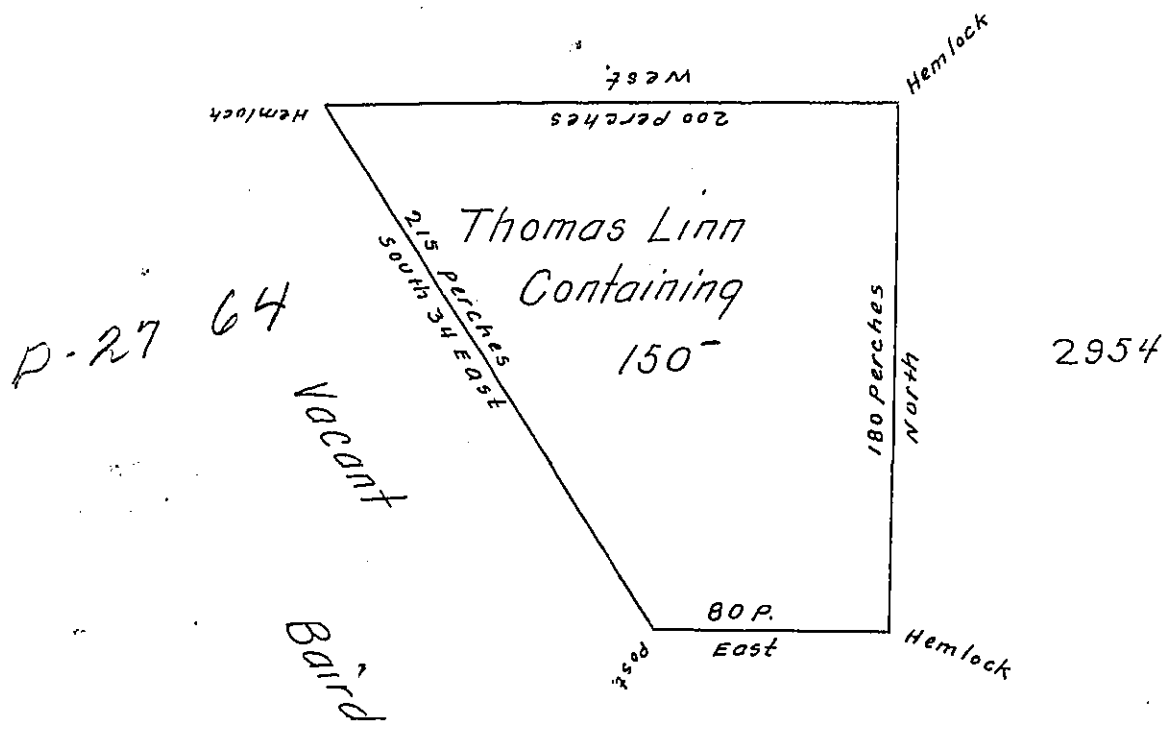 Hemlock
West.
200 perches
Hemlock
Thomas Linn
Containing
150-
215 perches
South 34 East
180 Perches
North
2954
D-27 64
Vacant
Baird
80 P.
East
Post.
Hemlock